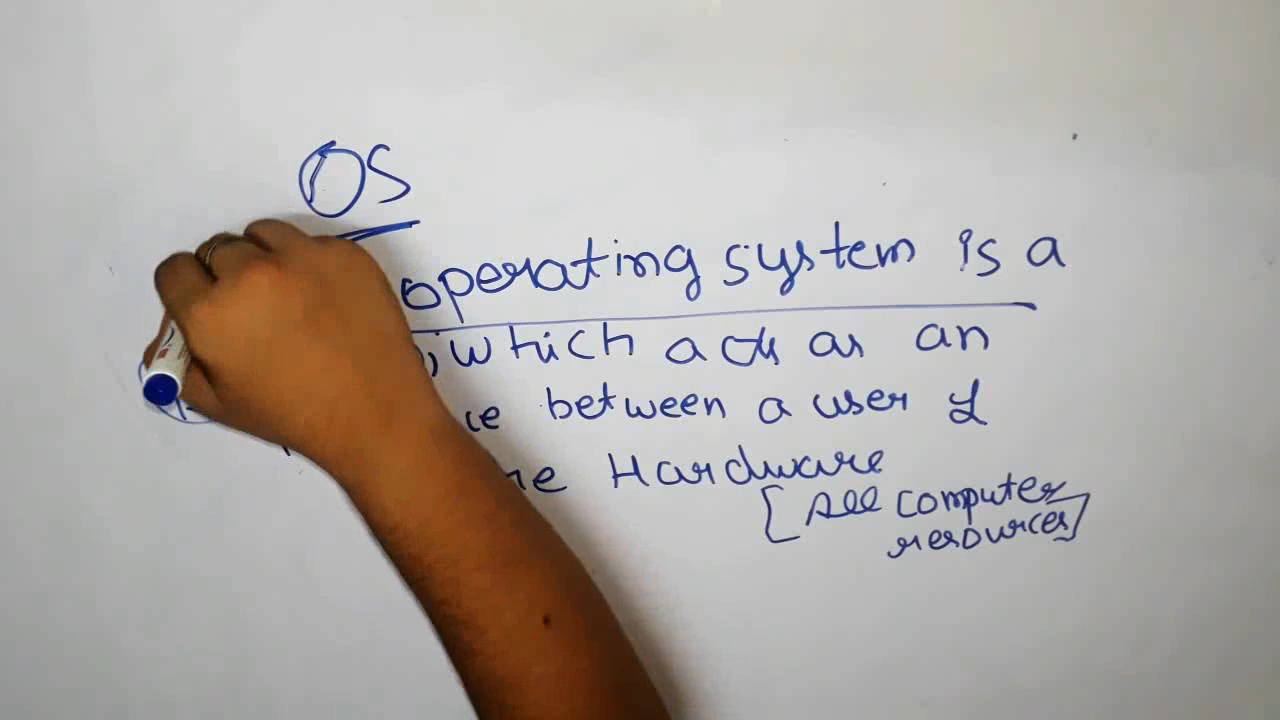 OS
operating system is a
, which acts as an
between a user &
Hardware
[All computer
resources]